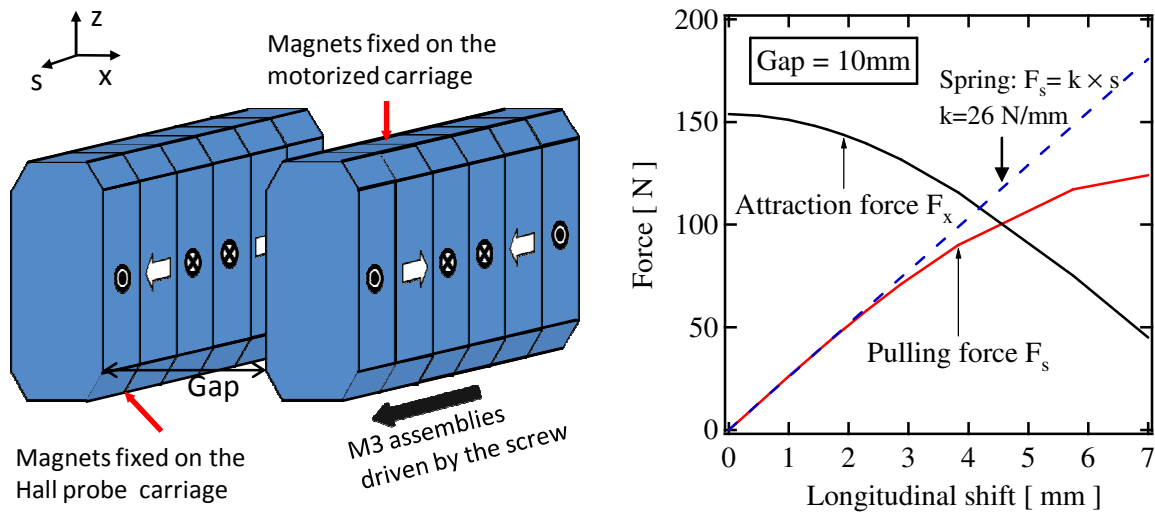 z
s
x
Magnets fixed on the
motorized carriage
Gap
M3 assemblies
driven by the screw
Magnets fixed on the
Hall probe carriage
200
150
100
50
0
Force [ N ]
Gap = 10mm
Spring: Fs= k × s
k=26 N/mm
Attraction force Fx
Pulling force Fs
0 1 2 3 4 5 6 7
Longitudinal shift [ mm ]